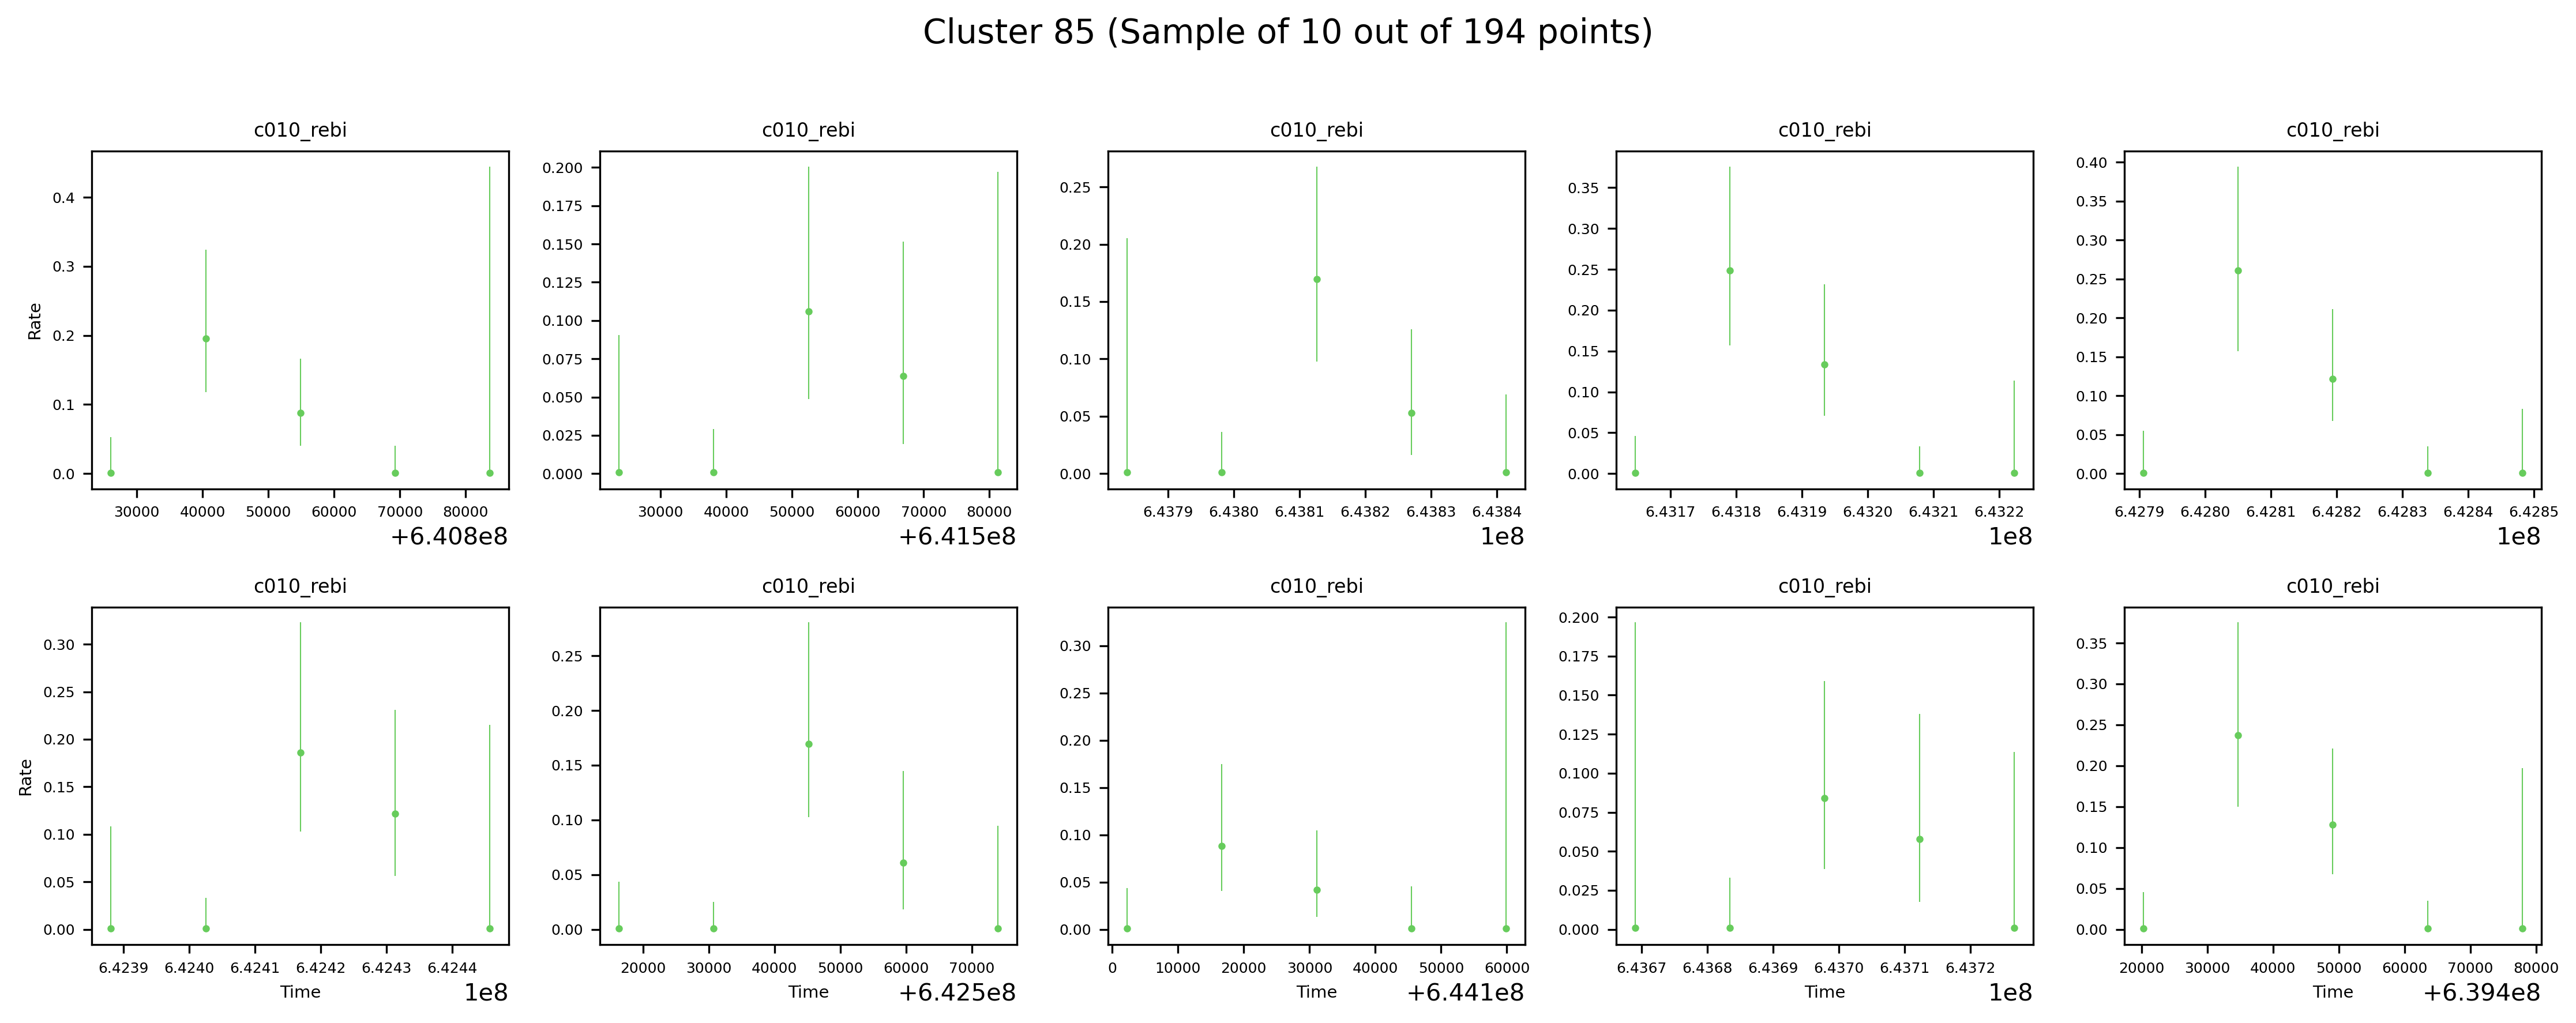 Cluster 85 (Sample of 10 out of 194 points)
c010_rebi c010_rebi c010_rebi c010_rebi c010_rebi
Rate
0.4
0.3
0.2
0.1
0.0
30000 40000 50000 60000 70000 80000
+6.408e8
0.200
0.175
0.150
0.125
0.100
0.075
0.050
0.025
0.000
30000 40000 50000 60000 70000 80000
+6.415e8
0.25
0.20
0.15
0.10
0.05
0.00
6.4379 6.4380 6.4381 6.4382 6.4383 6.4384
1e8
0.35
0.30
0.25
0.20
0.15
0.10
0.05
0.00
6.4317 6.4318 6.4319 6.4320 6.4321 6.4322
1e8
0.40
0.35
0.30
0.25
0.20
0.15
0.10
0.05
0.00
6.4279 6.4280 6.4281 6.4282 6.4283 6.4284 6.4285
1e8
c010_rebi c010_rebi c010_rebi c010_rebi c010_rebi
Rate
0.30
0.25
0.20
0.15
0.10
0.05
0.00
6.4239 6.4240 6.4241 6.4242 6.4243 6.4244
Time 1e8
0.25
0.20
0.15
0.10
0.05
0.00
20000 30000 40000 50000 60000 70000
Time +6.425e8
0.30
0.25
0.20
0.15
0.10
0.05
0.00
0 10000 20000 30000 40000 50000 60000
Time +6.441e8
0.200
0.175
0.150
0.125
0.100
0.075
0.050
0.025
0.000
6.4367 6.4368 6.4369 6.4370 6.4371 6.4372
Time 1e8
0.35
0.30
0.25
0.20
0.15
0.10
0.05
0.00
20000 30000 40000 50000 60000 70000 80000
Time +6.394e8